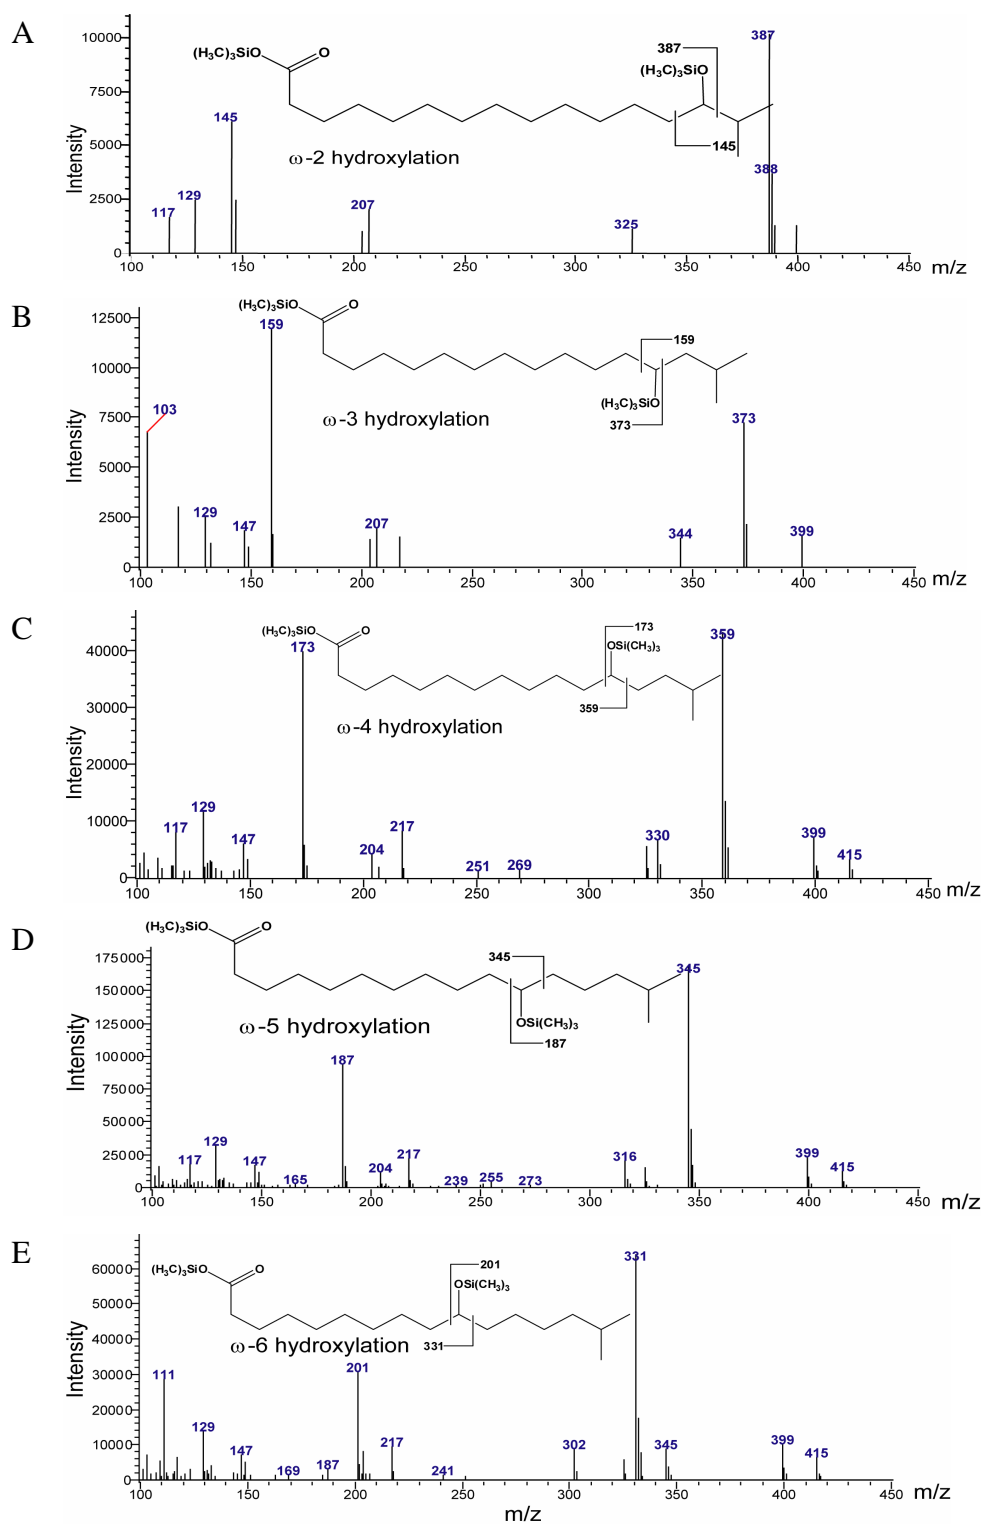 A
10000
7500
5000
2500
0
Intensity
(H₃C)₃SiO
O
387
(H₃C)₃SiO
145
ω-2 hydroxylation
117
129
145
207
325
387
388
100 150 200 250 300 350 400 450 m/z
B
12500
10000
7500
5000
2500
0
Intensity
(H₃C)₃SiO
O
159
(H₃C)₃SiO
373
ω-3 hydroxylation
103
129
147
159
207
344
373
399
100 150 200 250 300 350 400 450 m/z
C
40000
30000
20000
10000
0
Intensity
(H₃C)₃SiO
O
173
OSi(CH₃)₃
359
ω-4 hydroxylation
117
129
147
173
204
217
251
269
330
359
399
415
100 150 200 250 300 350 400 450 m/z
D
175000
150000
125000
100000
75000
50000
25000
0
Intensity
(H₃C)₃SiO
O
345
OSi(CH₃)₃
187
ω-5 hydroxylation
117
129
147
165
187
204
217
239
255
273
316
345
399
415
100 150 200 250 300 350 400 450 m/z
E
60000
50000
40000
30000
20000
10000
0
Intensity
(H₃C)₃SiO
O
201
OSi(CH₃)₃
331
ω-6 hydroxylation
111
129
147
169
187
201
217
241
302
331
345
399
415
100 150 200 250 300 350 400 450 m/z
m/z